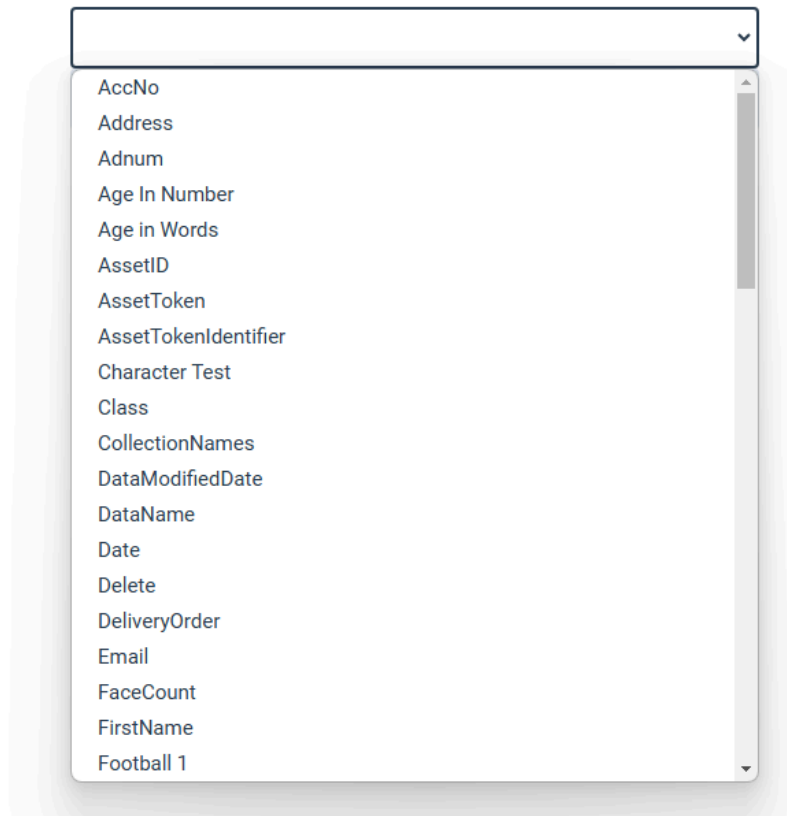 AccNo
Address
Adnum
Age In Number
Age in Words
AssetID
AssetToken
AssetTokenIdentifier
Character Test
Class
CollectionNames
DataModifiedDate
DataName
Date
Delete
DeliveryOrder
Email
FaceCount
FirstName
Football 1